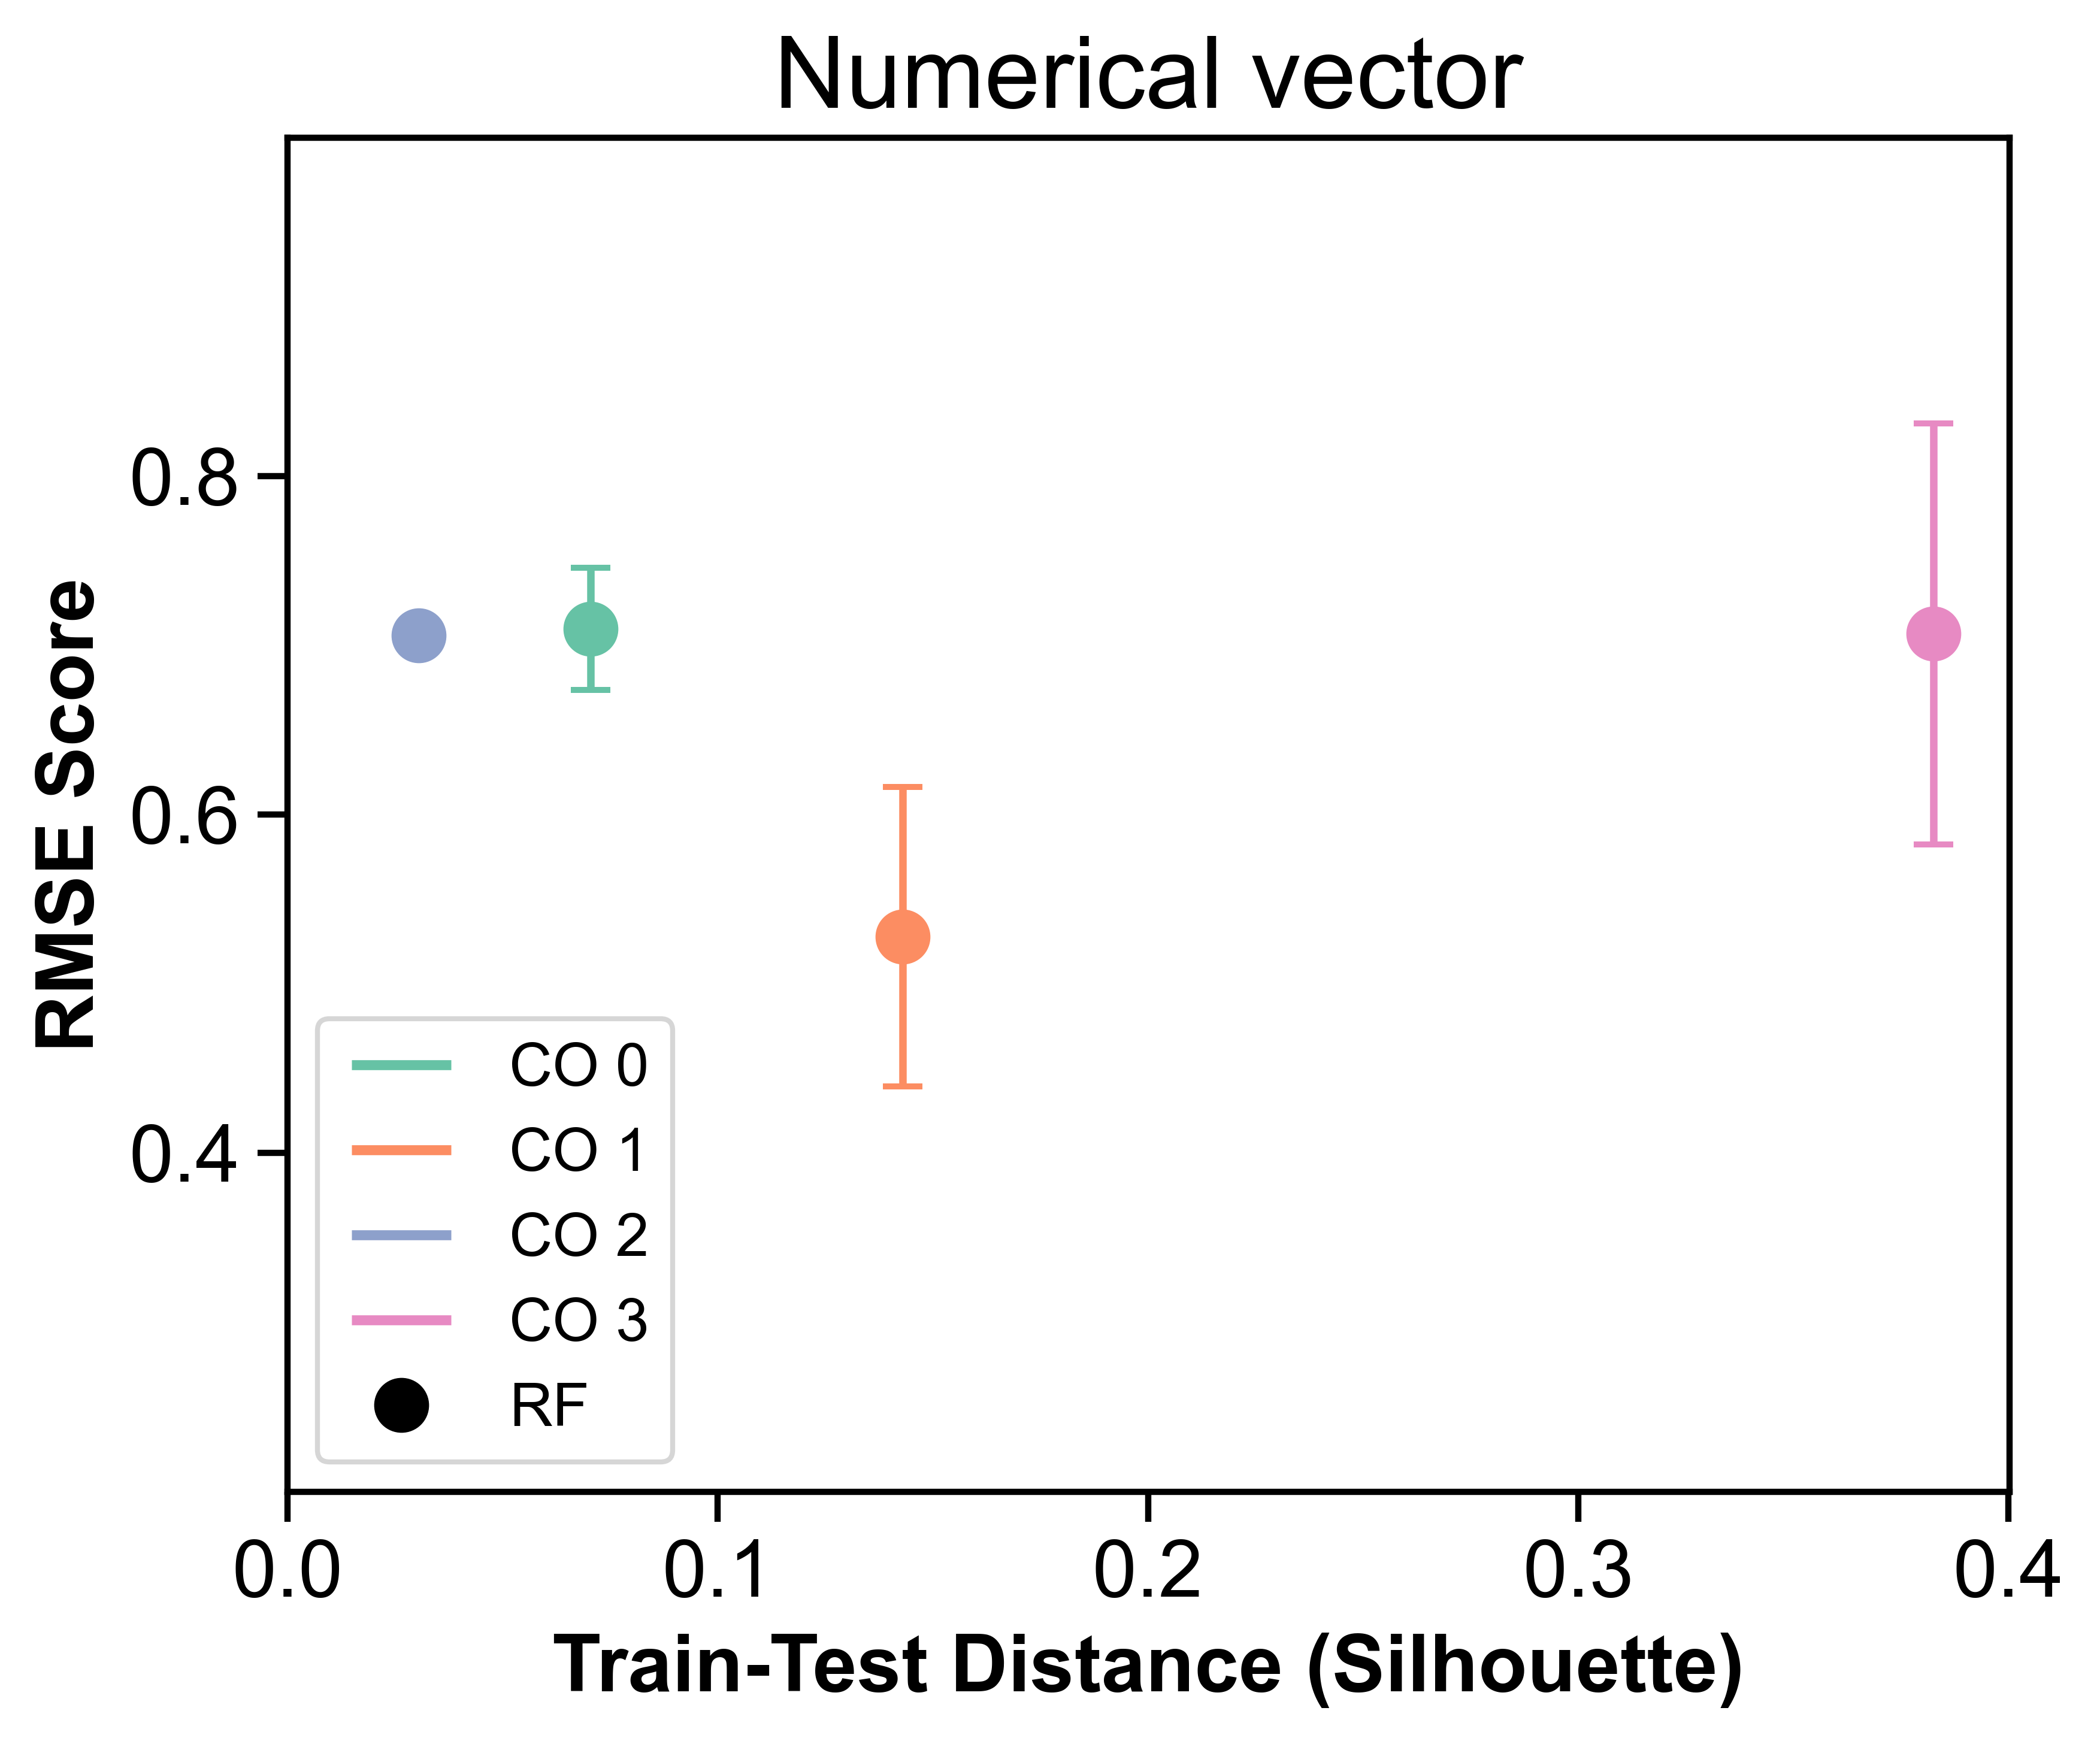 Numerical vector
RMSE Score
0.8
0.6
0.4
CO 0
CO 1
CO 2
CO 3
RF
0.0 0.1 0.2 0.3 0.4
Train-Test Distance (Silhouette)